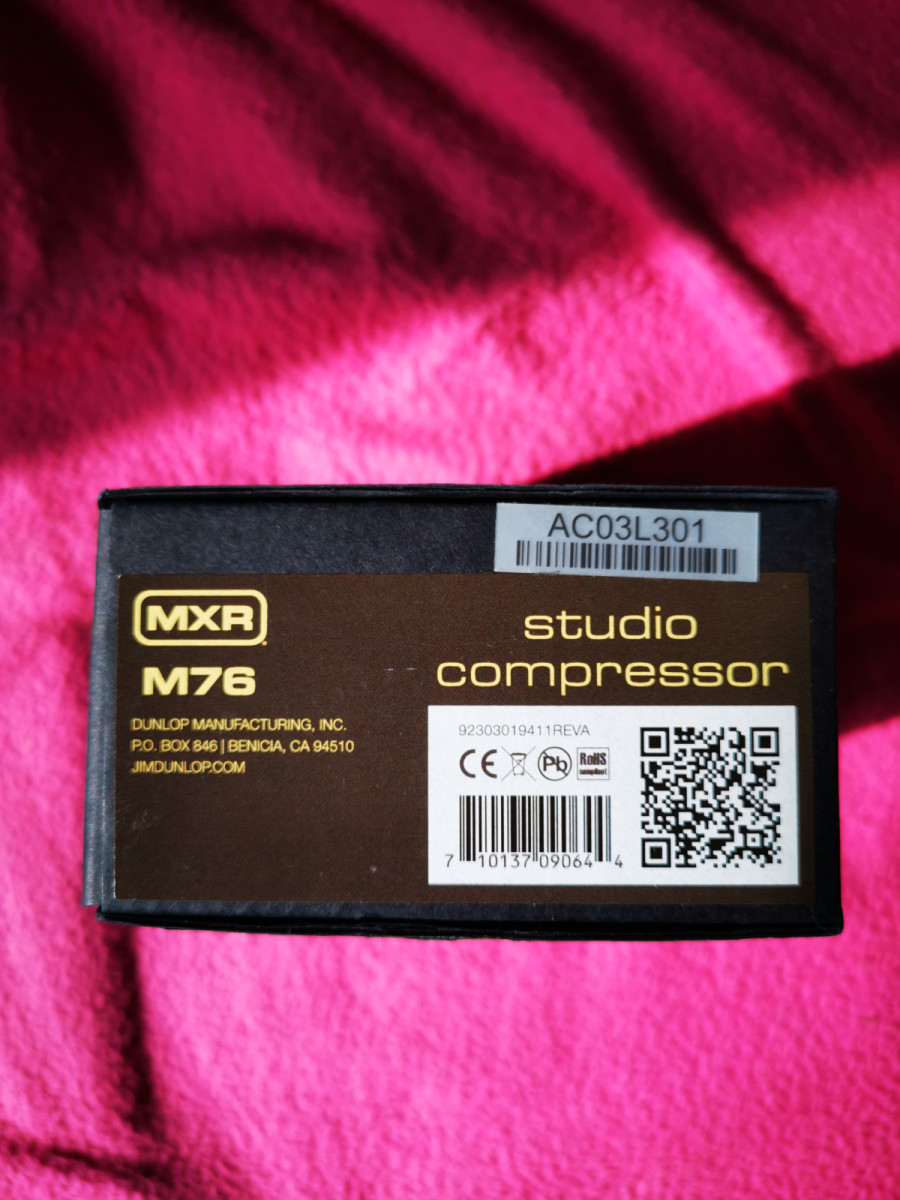 AC03L301
MXR
M76
DUNLOP MANUFACTURING, INC.
P.O. BOX 846 | BENICIA, CA 94510
JIMDUNLOP.COM
studio
compressor
92303019411REVA
CE Pb RoHS
compliant
7 10137 09064 4